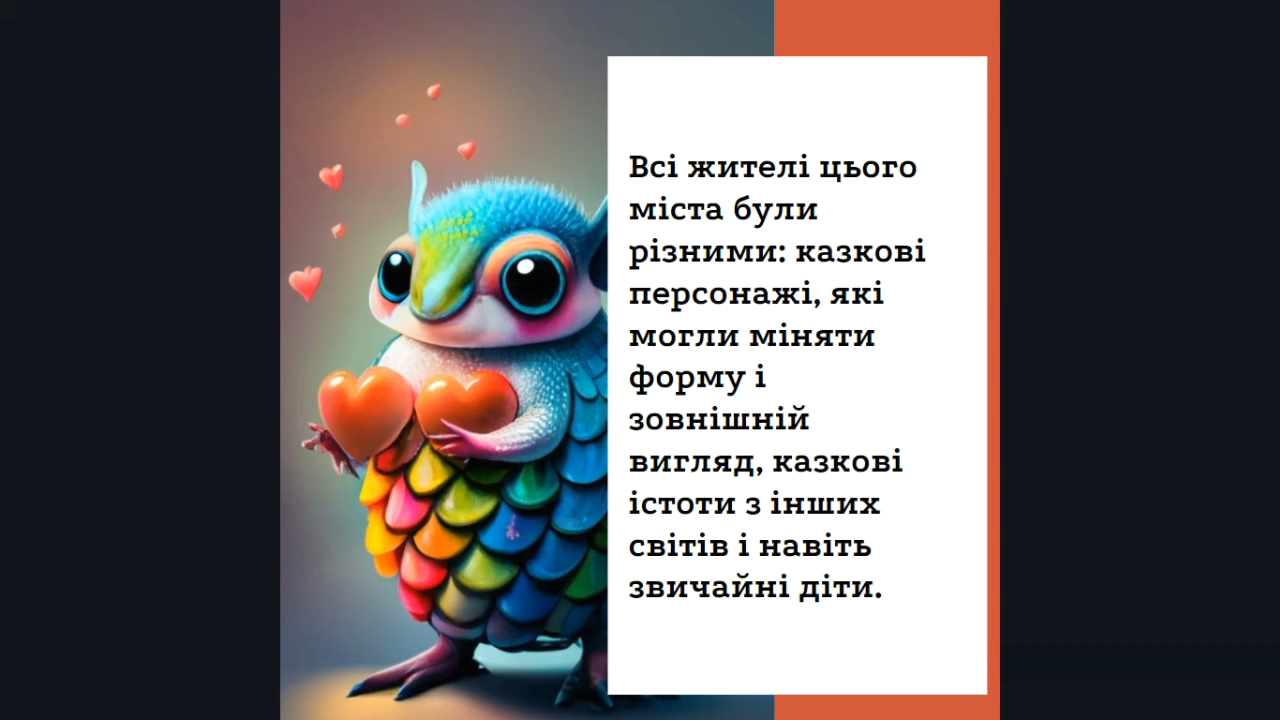 Всі жителі цього
міста були
різними: казкові
персонажі, які
могли міняти
форму і
зовнішній
вигляд, казкові
істоти з інших
світів і навіть
звичайні діти.